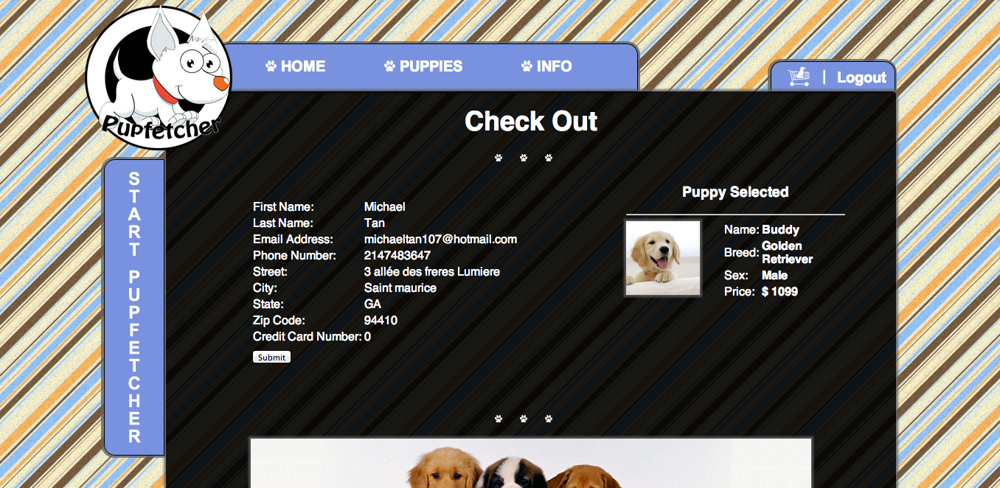 Pupfetcher
HOME
PUPPIES
INFO
| Logout
Check Out
START PUPFETCHER
First Name: Michael
Last Name: Tan
Email Address: michaeltan107@hotmail.com
Phone Number: 2147483647
Street: 3 allée des freres Lumiere
City: Saint maurice
State: GA
Zip Code: 94410
Credit Card Number: 0
Submit
Puppy Selected
Name: Buddy
Breed: Golden
Retriever
Sex: Male
Price: $ 1099